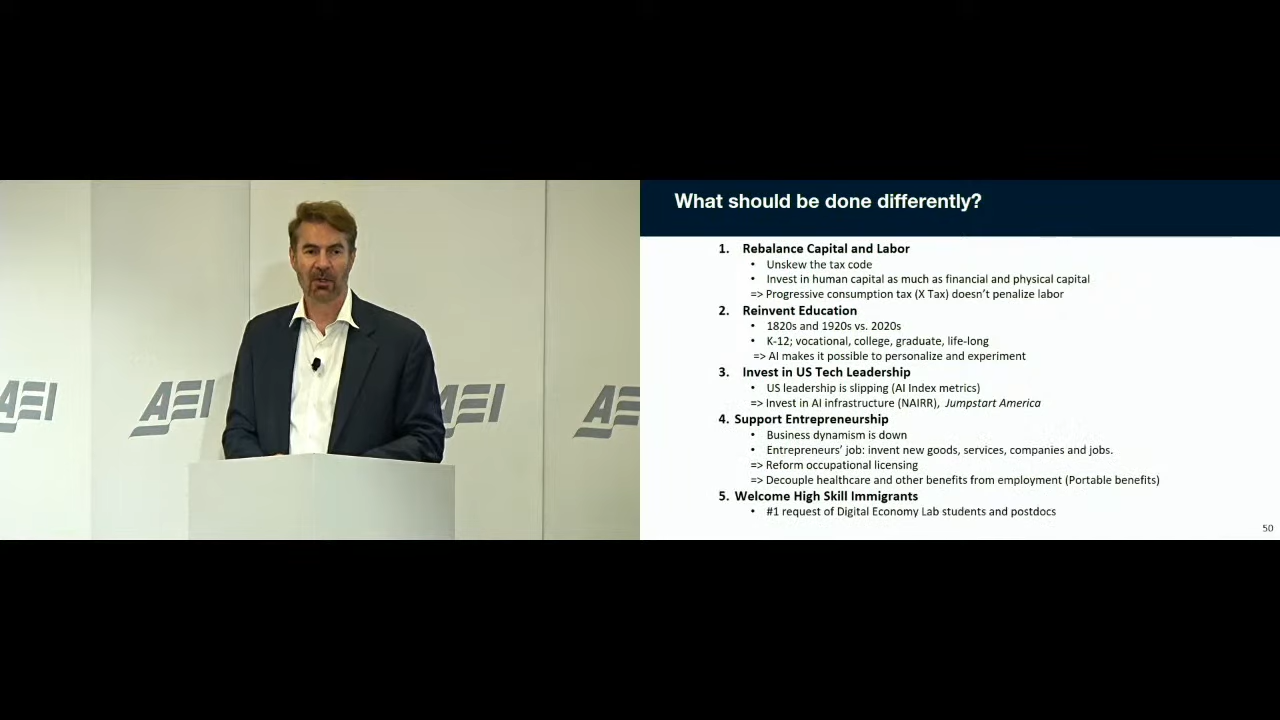 AEI
AEI
AEI
AE
What should be done differently?
1. Rebalance Capital and Labor
• Unskew the tax code
• Invest in human capital as much as financial and physical capital
=> Progressive consumption tax (X Tax) doesn't penalize labor
2. Reinvent Education
• 1820s and 1920s vs. 2020s
• K-12; vocational, college, graduate, life-long
=> AI makes it possible to personalize and experiment
3. Invest in US Tech Leadership
• US leadership is slipping (AI Index metrics)
=> Invest in AI infrastructure (NAIRR), Jumpstart America
4. Support Entrepreneurship
• Business dynamism is down
• Entrepreneurs' job: invent new goods, services, companies and jobs.
=> Reform occupational licensing
=> Decouple healthcare and other benefits from employment (Portable benefits)
5. Welcome High Skill Immigrants
• #1 request of Digital Economy Lab students and postdocs
50